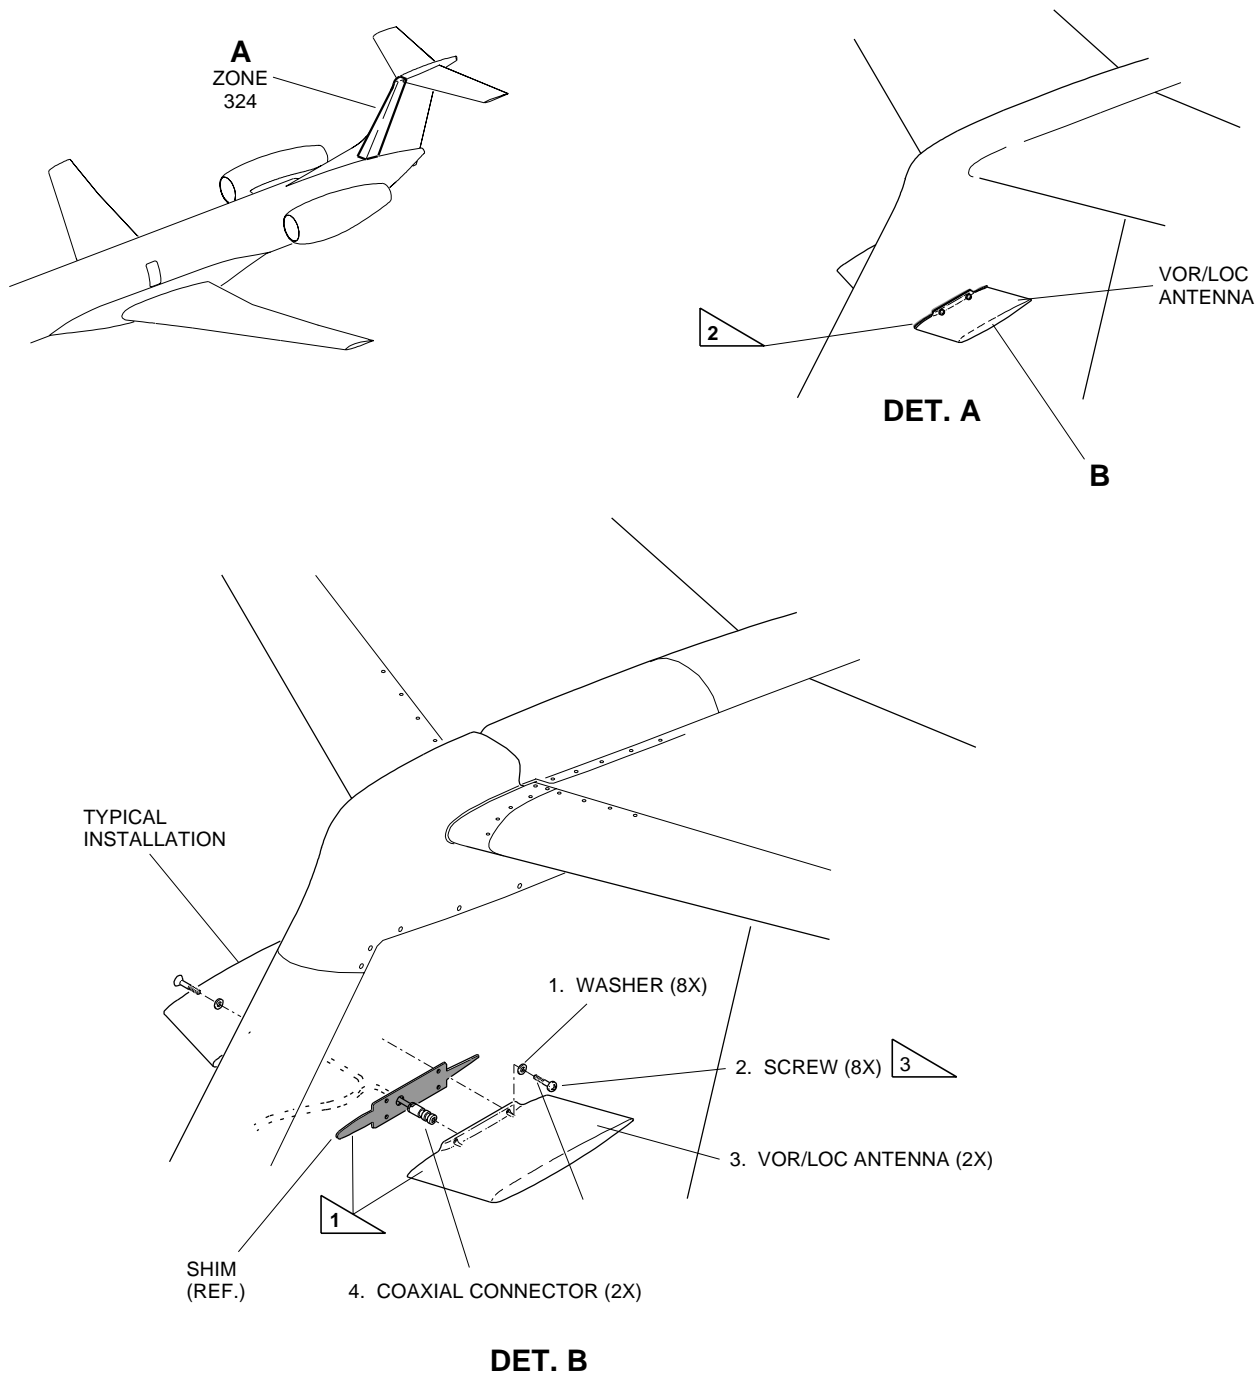 A
ZONE
324
VOR/LOC
ANTENNA
2
DET. A
B
TYPICAL
INSTALLATION
1. WASHER (8X)
2. SCREW (8X)
3
3. VOR/LOC ANTENNA (2X)
1
SHIM
(REF.)
4. COAXIAL CONNECTOR (2X)
DET. B